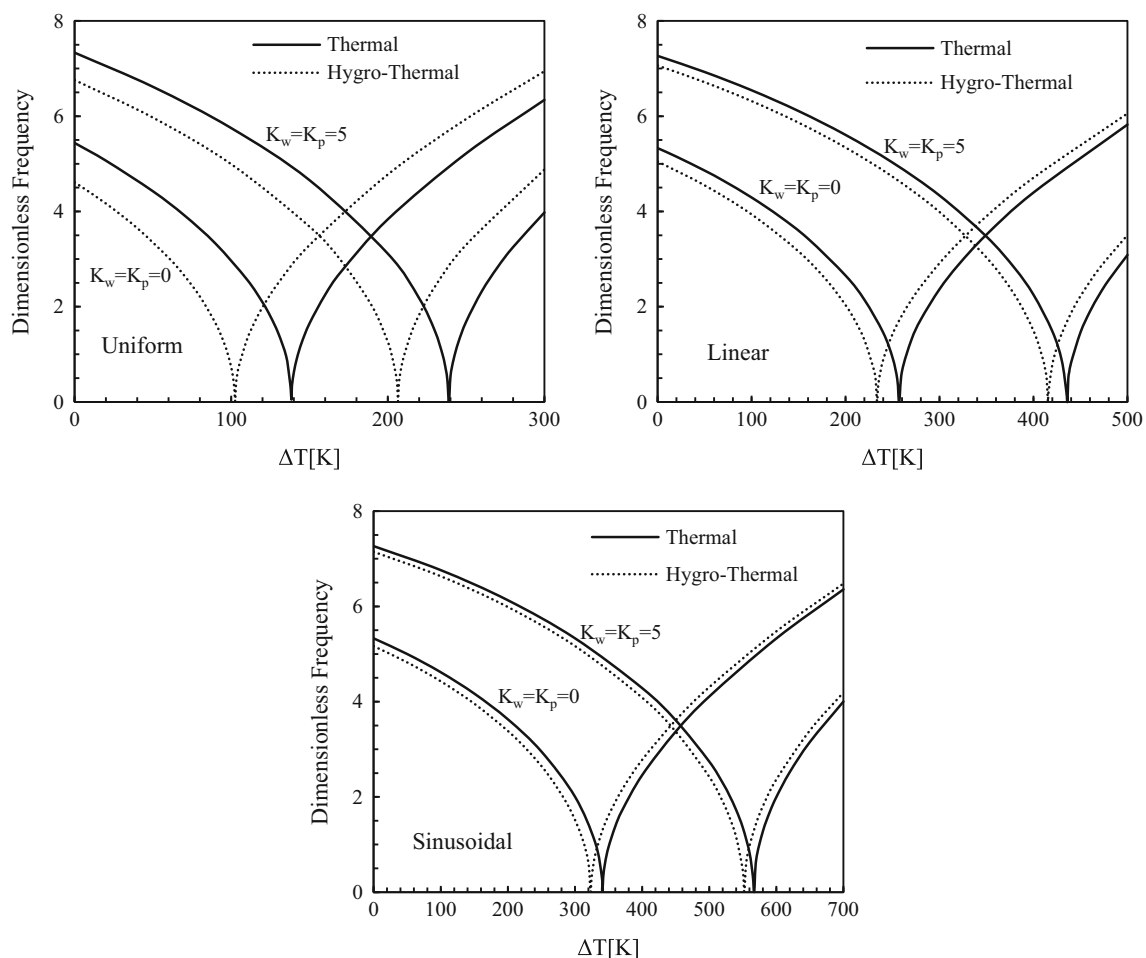 8
6
4
2
0
Dimensionless Frequency
Thermal
Hygro-Thermal
K_w=K_p=5
K_w=K_p=0
Uniform
0 100 200 300
ΔT[K]
8
6
4
2
0
Dimensionless Frequency
Thermal
Hygro-Thermal
K_w=K_p=5
K_w=K_p=0
Linear
0 100 200 300 400 500
ΔT[K]
8
6
4
2
0
Dimensionless Frequency
Thermal
Hygro-Thermal
K_w=K_p=5
K_w=K_p=0
Sinusoidal
0 100 200 300 400 500 600 700
ΔT[K]